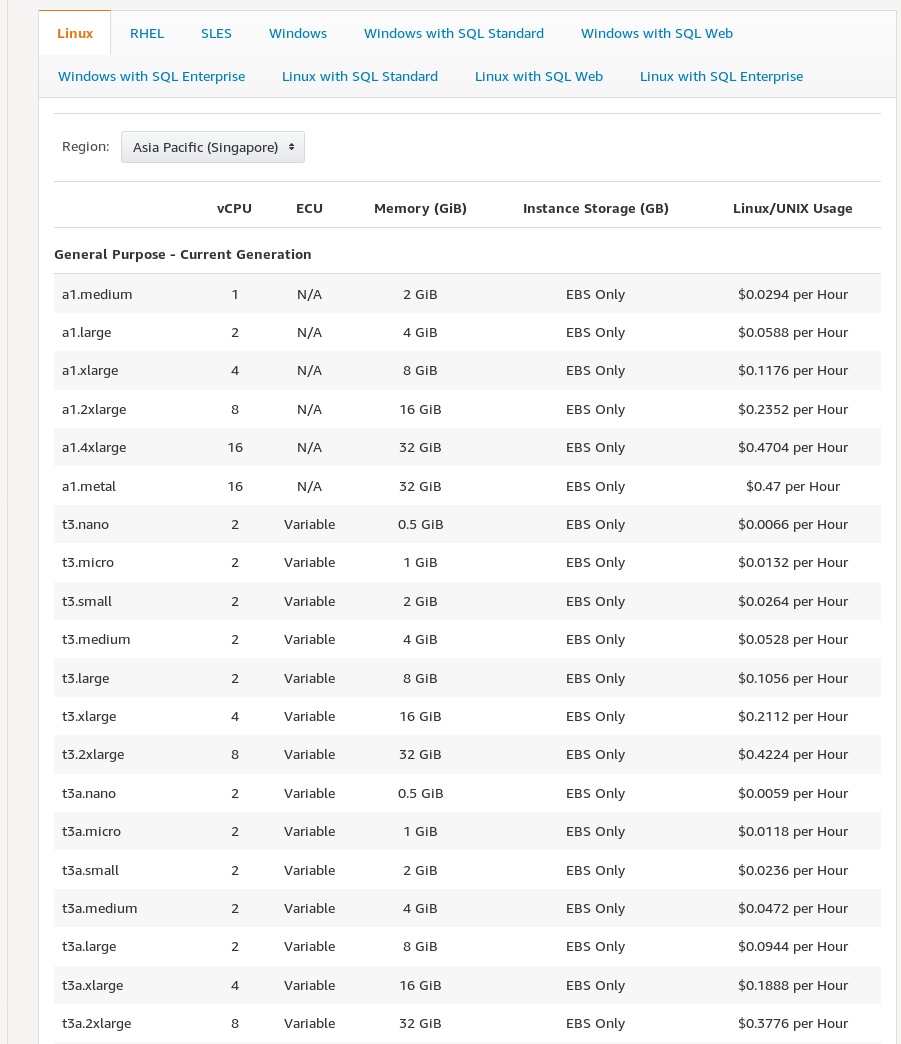 Linux RHEL SLES Windows Windows with SQL Standard Windows with SQL Web
Windows with SQL Enterprise Linux with SQL Standard Linux with SQL Web Linux with SQL Enterprise
Region: Asia Pacific (Singapore)
vCPU ECU Memory (GiB) Instance Storage (GB) Linux/UNIX Usage
General Purpose - Current Generation
a1.medium 1 N/A 2 GiB EBS Only $0.0294 per Hour
a1.large 2 N/A 4 GiB EBS Only $0.0588 per Hour
a1.xlarge 4 N/A 8 GiB EBS Only $0.1176 per Hour
a1.2xlarge 8 N/A 16 GiB EBS Only $0.2352 per Hour
a1.4xlarge 16 N/A 32 GiB EBS Only $0.4704 per Hour
a1.metal 16 N/A 32 GiB EBS Only $0.47 per Hour
t3.nano 2 Variable 0.5 GiB EBS Only $0.0066 per Hour
t3.micro 2 Variable 1 GiB EBS Only $0.0132 per Hour
t3.small 2 Variable 2 GiB EBS Only $0.0264 per Hour
t3.medium 2 Variable 4 GiB EBS Only $0.0528 per Hour
t3.large 2 Variable 8 GiB EBS Only $0.1056 per Hour
t3.xlarge 4 Variable 16 GiB EBS Only $0.2112 per Hour
t3.2xlarge 8 Variable 32 GiB EBS Only $0.4224 per Hour
t3a.nano 2 Variable 0.5 GiB EBS Only $0.0059 per Hour
t3a.micro 2 Variable 1 GiB EBS Only $0.0118 per Hour
t3a.small 2 Variable 2 GiB EBS Only $0.0236 per Hour
t3a.medium 2 Variable 4 GiB EBS Only $0.0472 per Hour
t3a.large 2 Variable 8 GiB EBS Only $0.0944 per Hour
t3a.xlarge 4 Variable 16 GiB EBS Only $0.1888 per Hour
t3a.2xlarge 8 Variable 32 GiB EBS Only $0.3776 per Hour